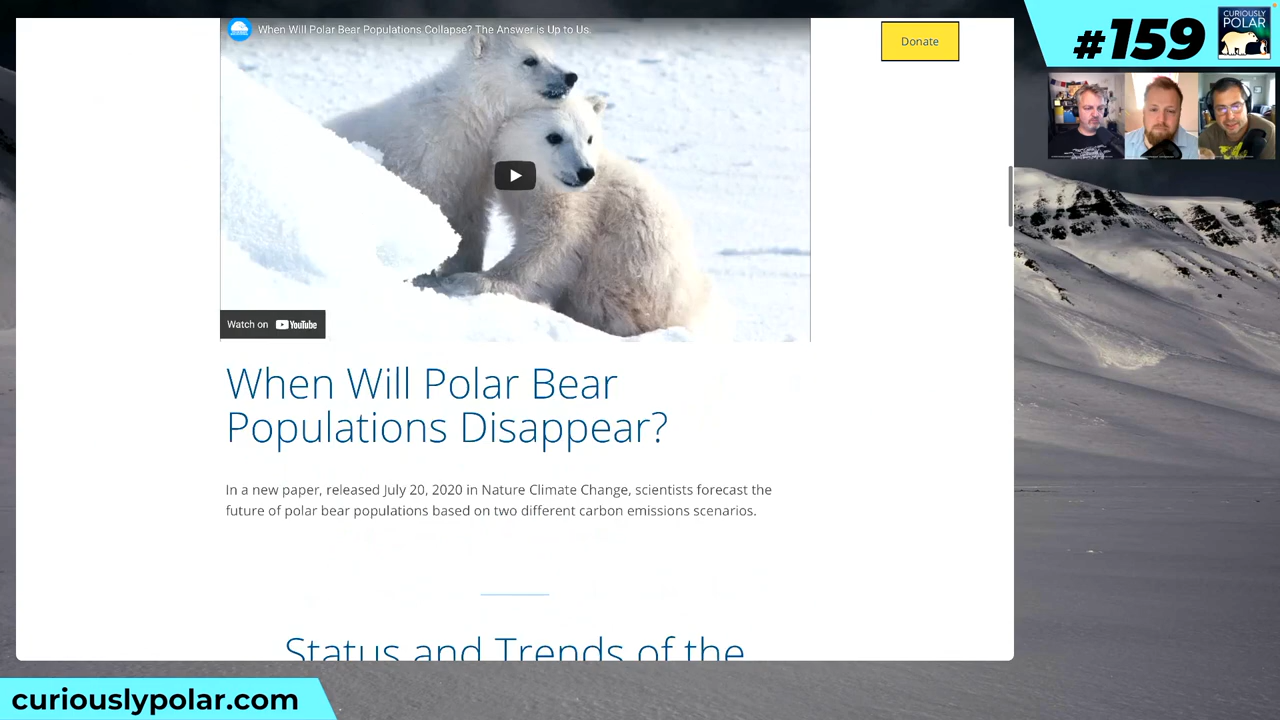 When Will Polar Bear Populations Collapse? The Answer is Up to Us.
Donate
#159
CURIOUSLY
POLAR
Watch on YouTube
When Will Polar Bear
Populations Disappear?
In a new paper, released July 20, 2020 in Nature Climate Change, scientists forecast the
future of polar bear populations based on two different carbon emissions scenarios.
Status and Trends of the
curiouslypolar.com